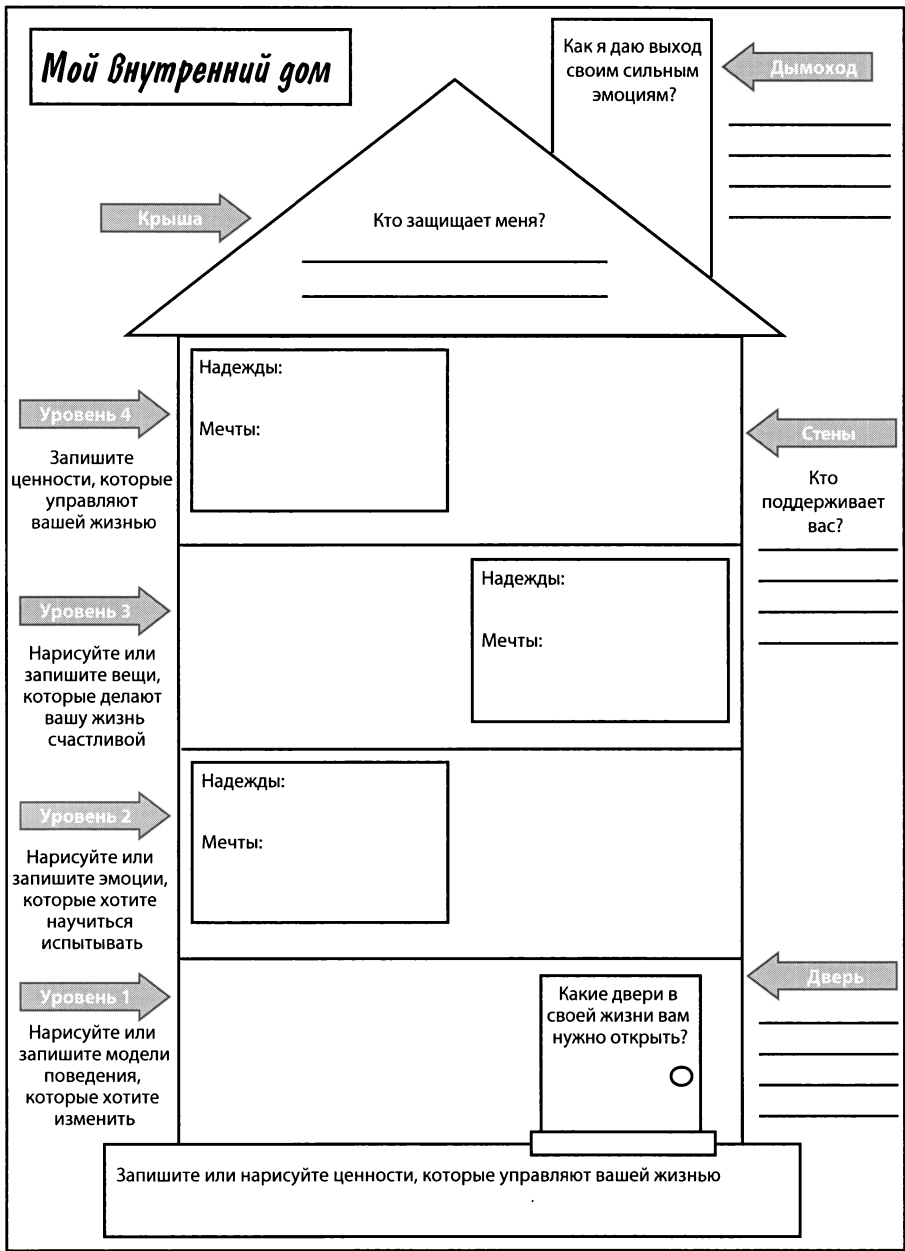 Мой внутренний дом
Как я даю выход
своим сильным
эмоциям?
Дымоход
Крыша
Кто защищает меня?
Надежды:
Мечты:
Уровень 4
Запишите
ценности, которые
управляют
вашей жизнью
Стены
Кто
поддерживает
вас?
Надежды:
Мечты:
Уровень 3
Нарисуйте или
запишите вещи,
которые делают
вашу жизнь
счастливой
Надежды:
Мечты:
Уровень 2
Нарисуйте или
запишите эмоции,
которые хотите
научиться
испытывать
Уровень 1
Нарисуйте или
запишите модели
поведения,
которые хотите
изменить
Какие двери в
своей жизни вам
нужно открыть?
Дверь
Запишите или нарисуйте ценности, которые управляют вашей жизнью